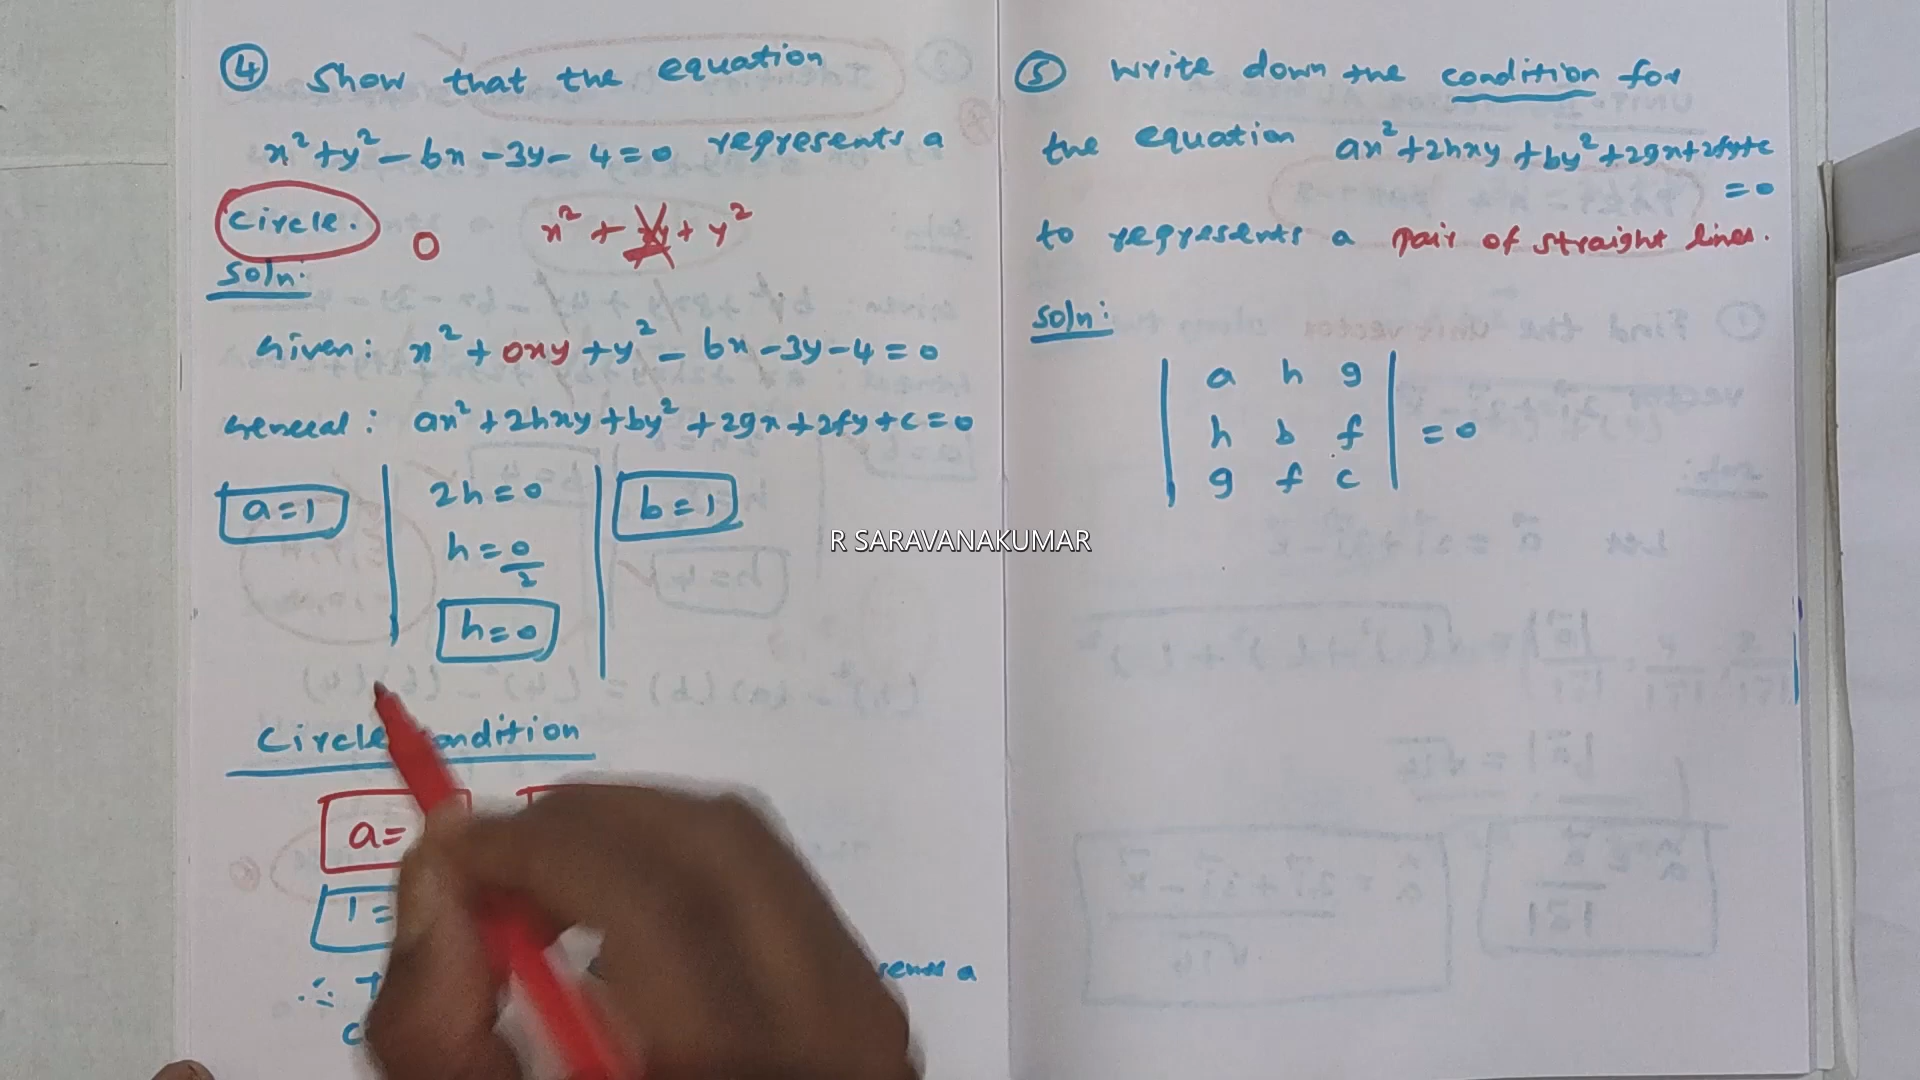 ④ Show that the equation
x² + y² - 6x - 3y - 4 = 0 represents a
Circle. O x² + xy + y²
Soln:
Given: x² + 0xy + y² - 6x - 3y - 4 = 0
General: ax² + 2hxy + by² + 2gx + 2fy + c = 0
a = 1 2h = 0 b = 1
h = 0/2
h = 0
Circle condition
a =
1 =
∴
a
⑤ Write down the condition for
the equation ax² + 2hxy + by² + 2gx + 2fy + c
= 0
to represents a pair of straight lines.
Soln:
a h g
h b f = 0
g f c
R SARAVANAKUMAR